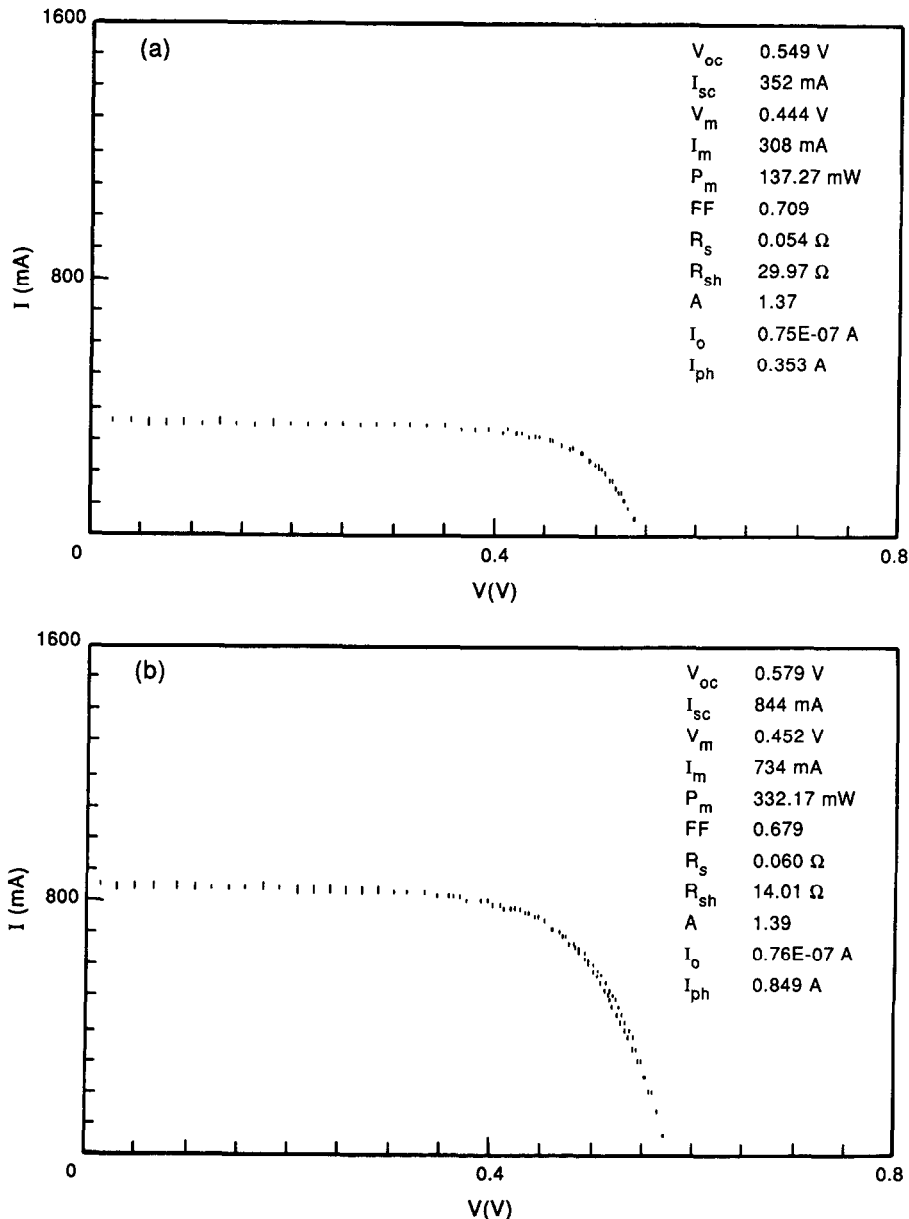 1600
(a)
V_oc 0.549 V
I_sc 352 mA
V_m 0.444 V
I_m 308 mA
P_m 137.27 mW
FF 0.709
R_s 0.054 Ω
R_sh 29.97 Ω
A 1.37
I_o 0.75E-07 A
I_ph 0.353 A
I (mA)
800
0
0.4
0.8
V(V)
1600
(b)
V_oc 0.579 V
I_sc 844 mA
V_m 0.452 V
I_m 734 mA
P_m 332.17 mW
FF 0.679
R_s 0.060 Ω
R_sh 14.01 Ω
A 1.39
I_o 0.76E-07 A
I_ph 0.849 A
I (mA)
800
0
0.4
0.8
V(V)